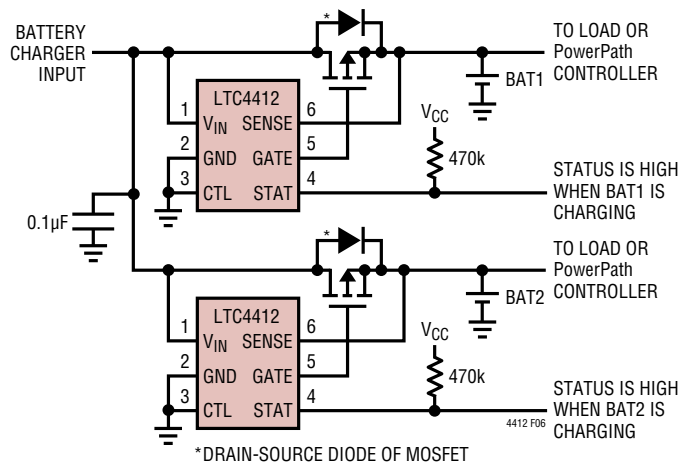 BATTERY
CHARGER
INPUT
*
TO LOAD OR
PowerPath
CONTROLLER
BAT1
LTC4412
1
VIN
SENSE
6
2
GND
GATE
5
3
CTL
STAT
4
VCC
470k
STATUS IS HIGH
WHEN BAT1 IS
CHARGING
0.1µF
*
TO LOAD OR
PowerPath
CONTROLLER
BAT2
LTC4412
1
VIN
SENSE
6
2
GND
GATE
5
3
CTL
STAT
4
VCC
470k
STATUS IS HIGH
WHEN BAT2 IS
CHARGING
4412 F06
*DRAIN-SOURCE DIODE OF MOSFET